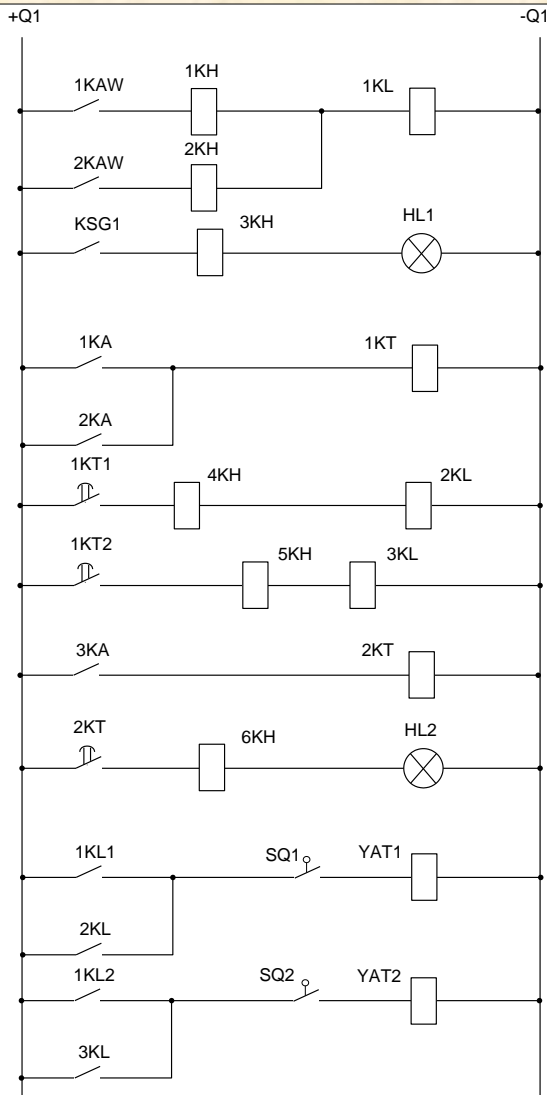 +Q1 -Q1
1KAW 1KH 1KL
2KAW 2KH
KSG1 3KH HL1
1KA 1KT
2KA
1KT1 4KH 2KL
1KT2 5KH 3KL
3KA 2KT
2KT 6KH HL2
1KL1 SQ1 YAT1
2KL
1KL2 SQ2 YAT2
3KL